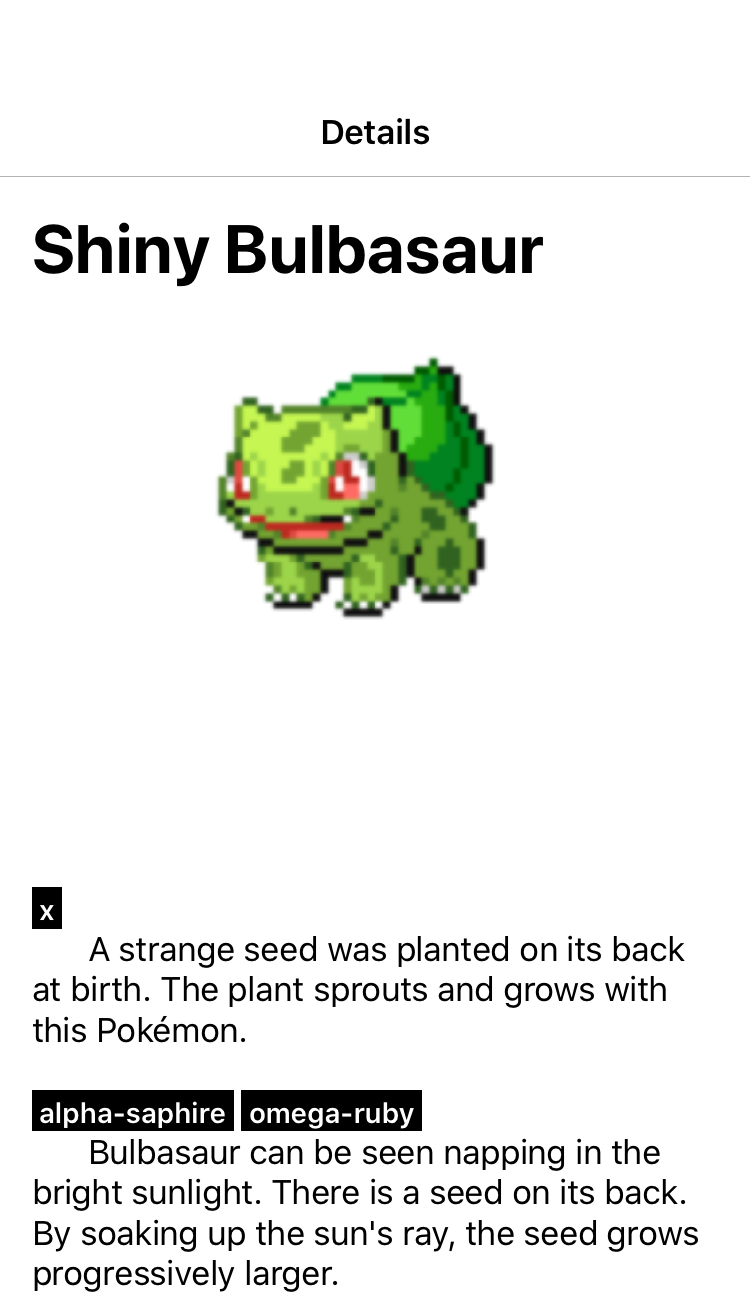 Details
Shiny Bulbasaur
x
A strange seed was planted on its back
at birth. The plant sprouts and grows with
this Pokémon.
alpha-saphire omega-ruby
Bulbasaur can be seen napping in the
bright sunlight. There is a seed on its back.
By soaking up the sun's ray, the seed grows
progressively larger.